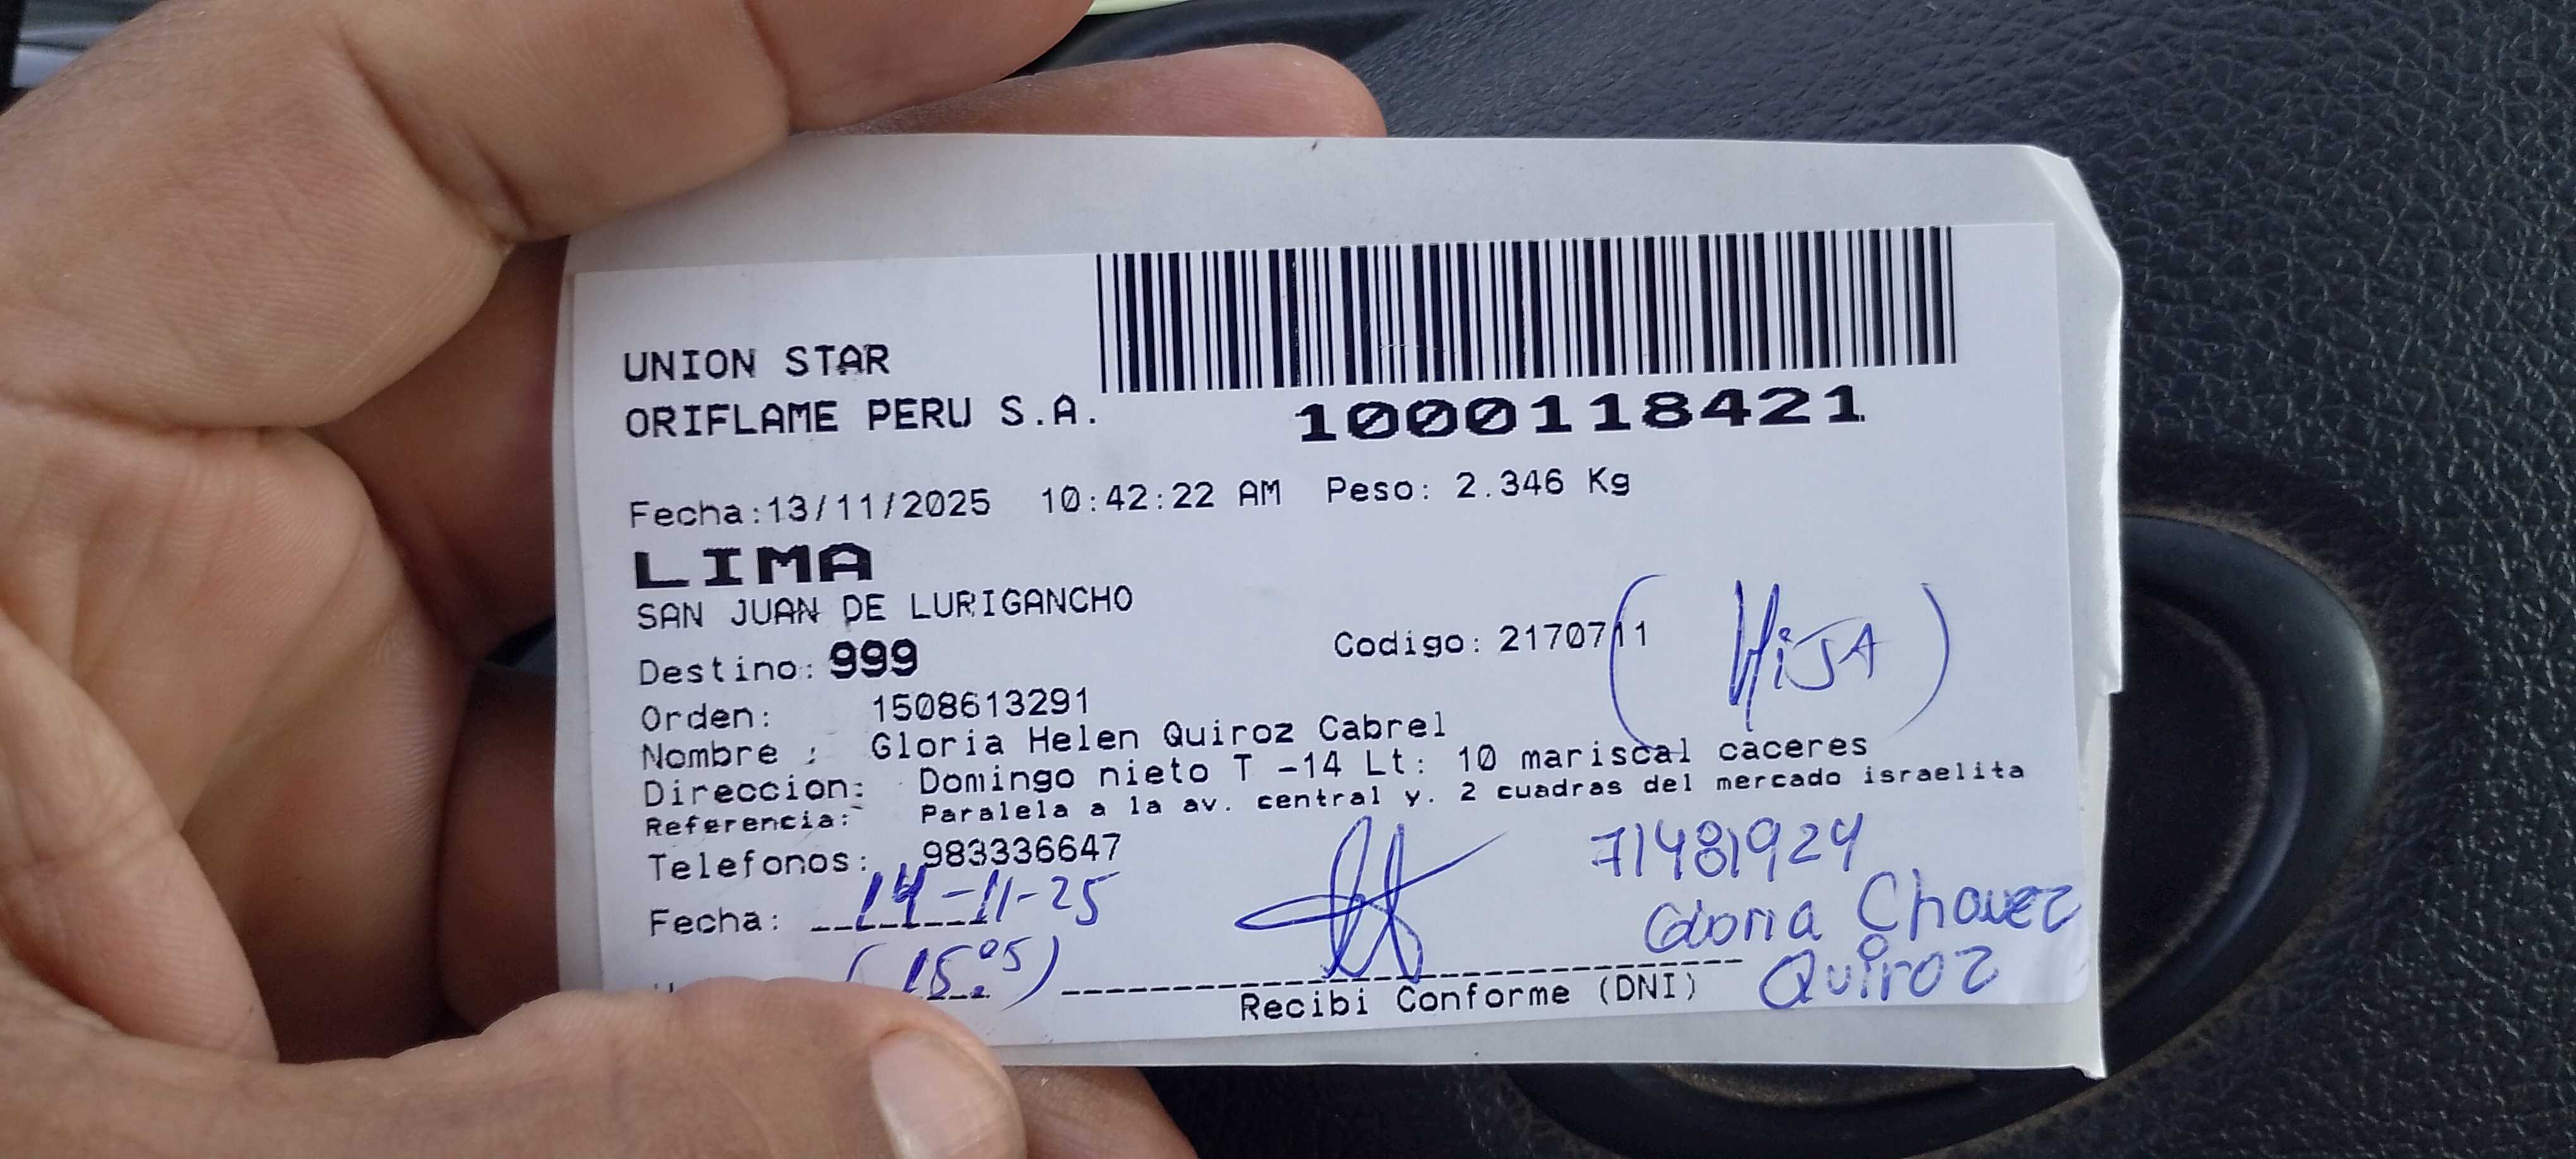 UNION STAR
ORIFLAME PERU S.A.
1000118421
Fecha:13/11/2025 10:42:22 AM Peso: 2.346 Kg
LIMA
SAN JUAN DE LURIGANCHO
Destino: 999
Codigo: 2170711
(HiJA)
Orden: 1508613291
Nombre : Gloria Helen Quiroz Cabrel
Direccion: Domingo nieto T -14 Lt: 10 mariscal caceres
Referencia: Paralela a la av. central y. 2 cuadras del mercado israelita
Telefonos: 983336647
71481924
Fecha: 14-11-25
Gloria Chavez
Quiroz
(15:05)
Recibi Conforme (DNI)